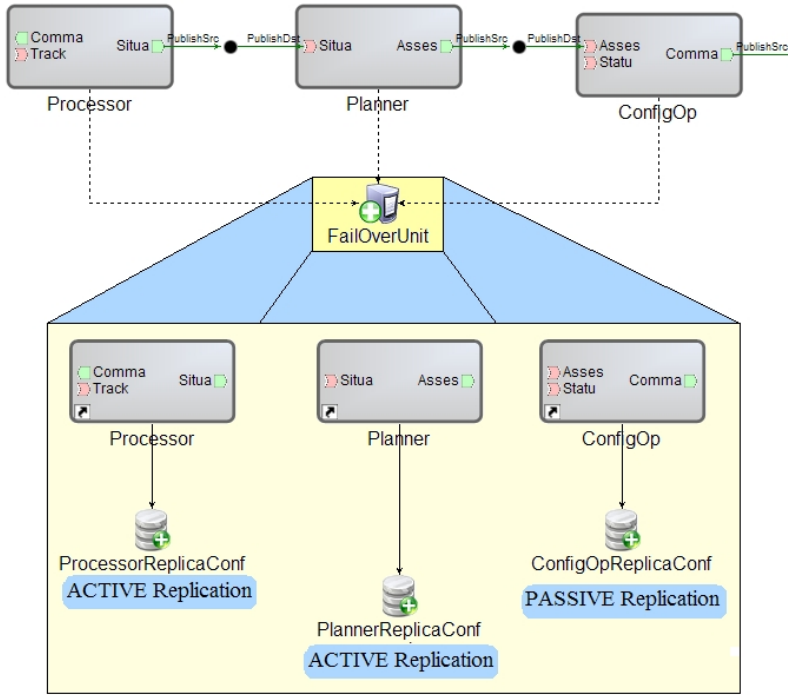 Comma
Track
Situa
PublishSrc
PublishDst
Situa
Asses
PublishSrc
PublishDst
Asses
Statu
Comma
PublishSrc
Processor
Planner
ConfigOp
FailOverUnit
Comma
Track
Situa
Situa
Asses
Asses
Statu
Comma
Processor
Planner
ConfigOp
ProcessorReplicaConf
ConfigOpReplicaConf
ACTIVE Replication
PASSIVE Replication
PlannerReplicaConf
ACTIVE Replication